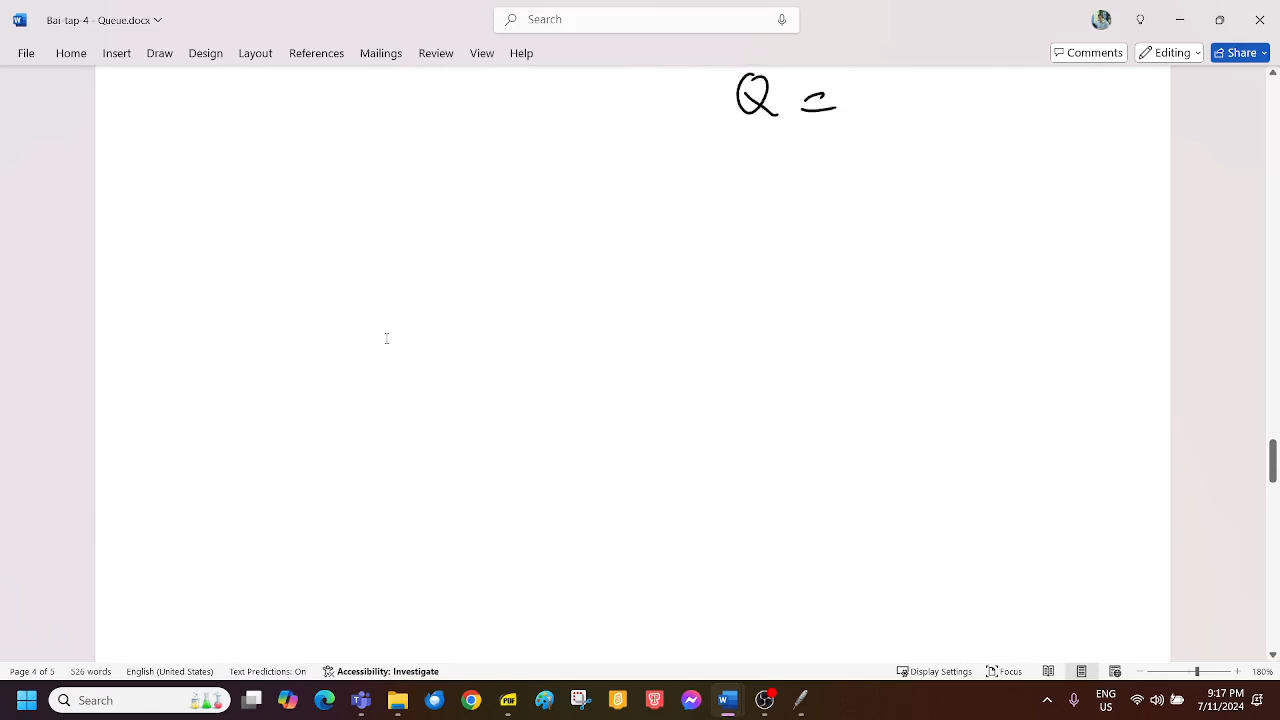 Bai-tap-4 - Queue.docx
Search
File Home Insert Draw Design Layout References Mailings Review View Help
Comments Editing Share
Q =
Page 4 of 5 526 words English (United States) Text Predictions: On Accessibility: Investigate Display Settings Focus 180%
Search
PDF
ENG
US
9:17 PM
7/11/2024